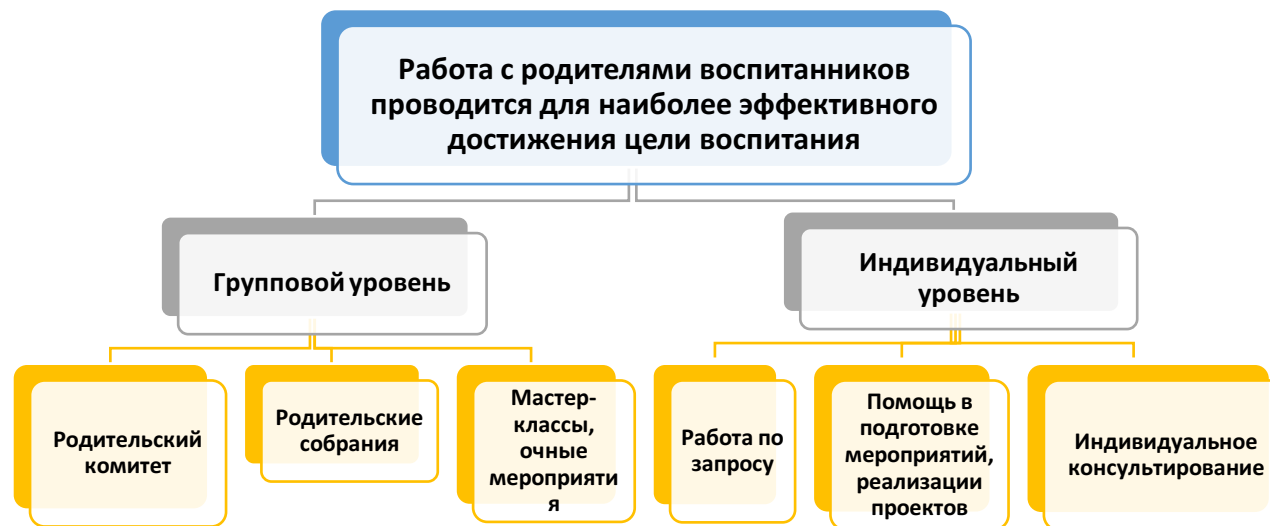 Работа с родителями воспитанников
проводится для наиболее эффективного
достижения цели воспитания
Групповой уровень
Индивидуальный
уровень
Родительский
комитет
Родительские
собрания
Мастер-
классы,
очные
мероприяти
я
Работа по
запросу
Помощь в
подготовке
мероприятий,
реализации
проектов
Индивидуальное
консультирование